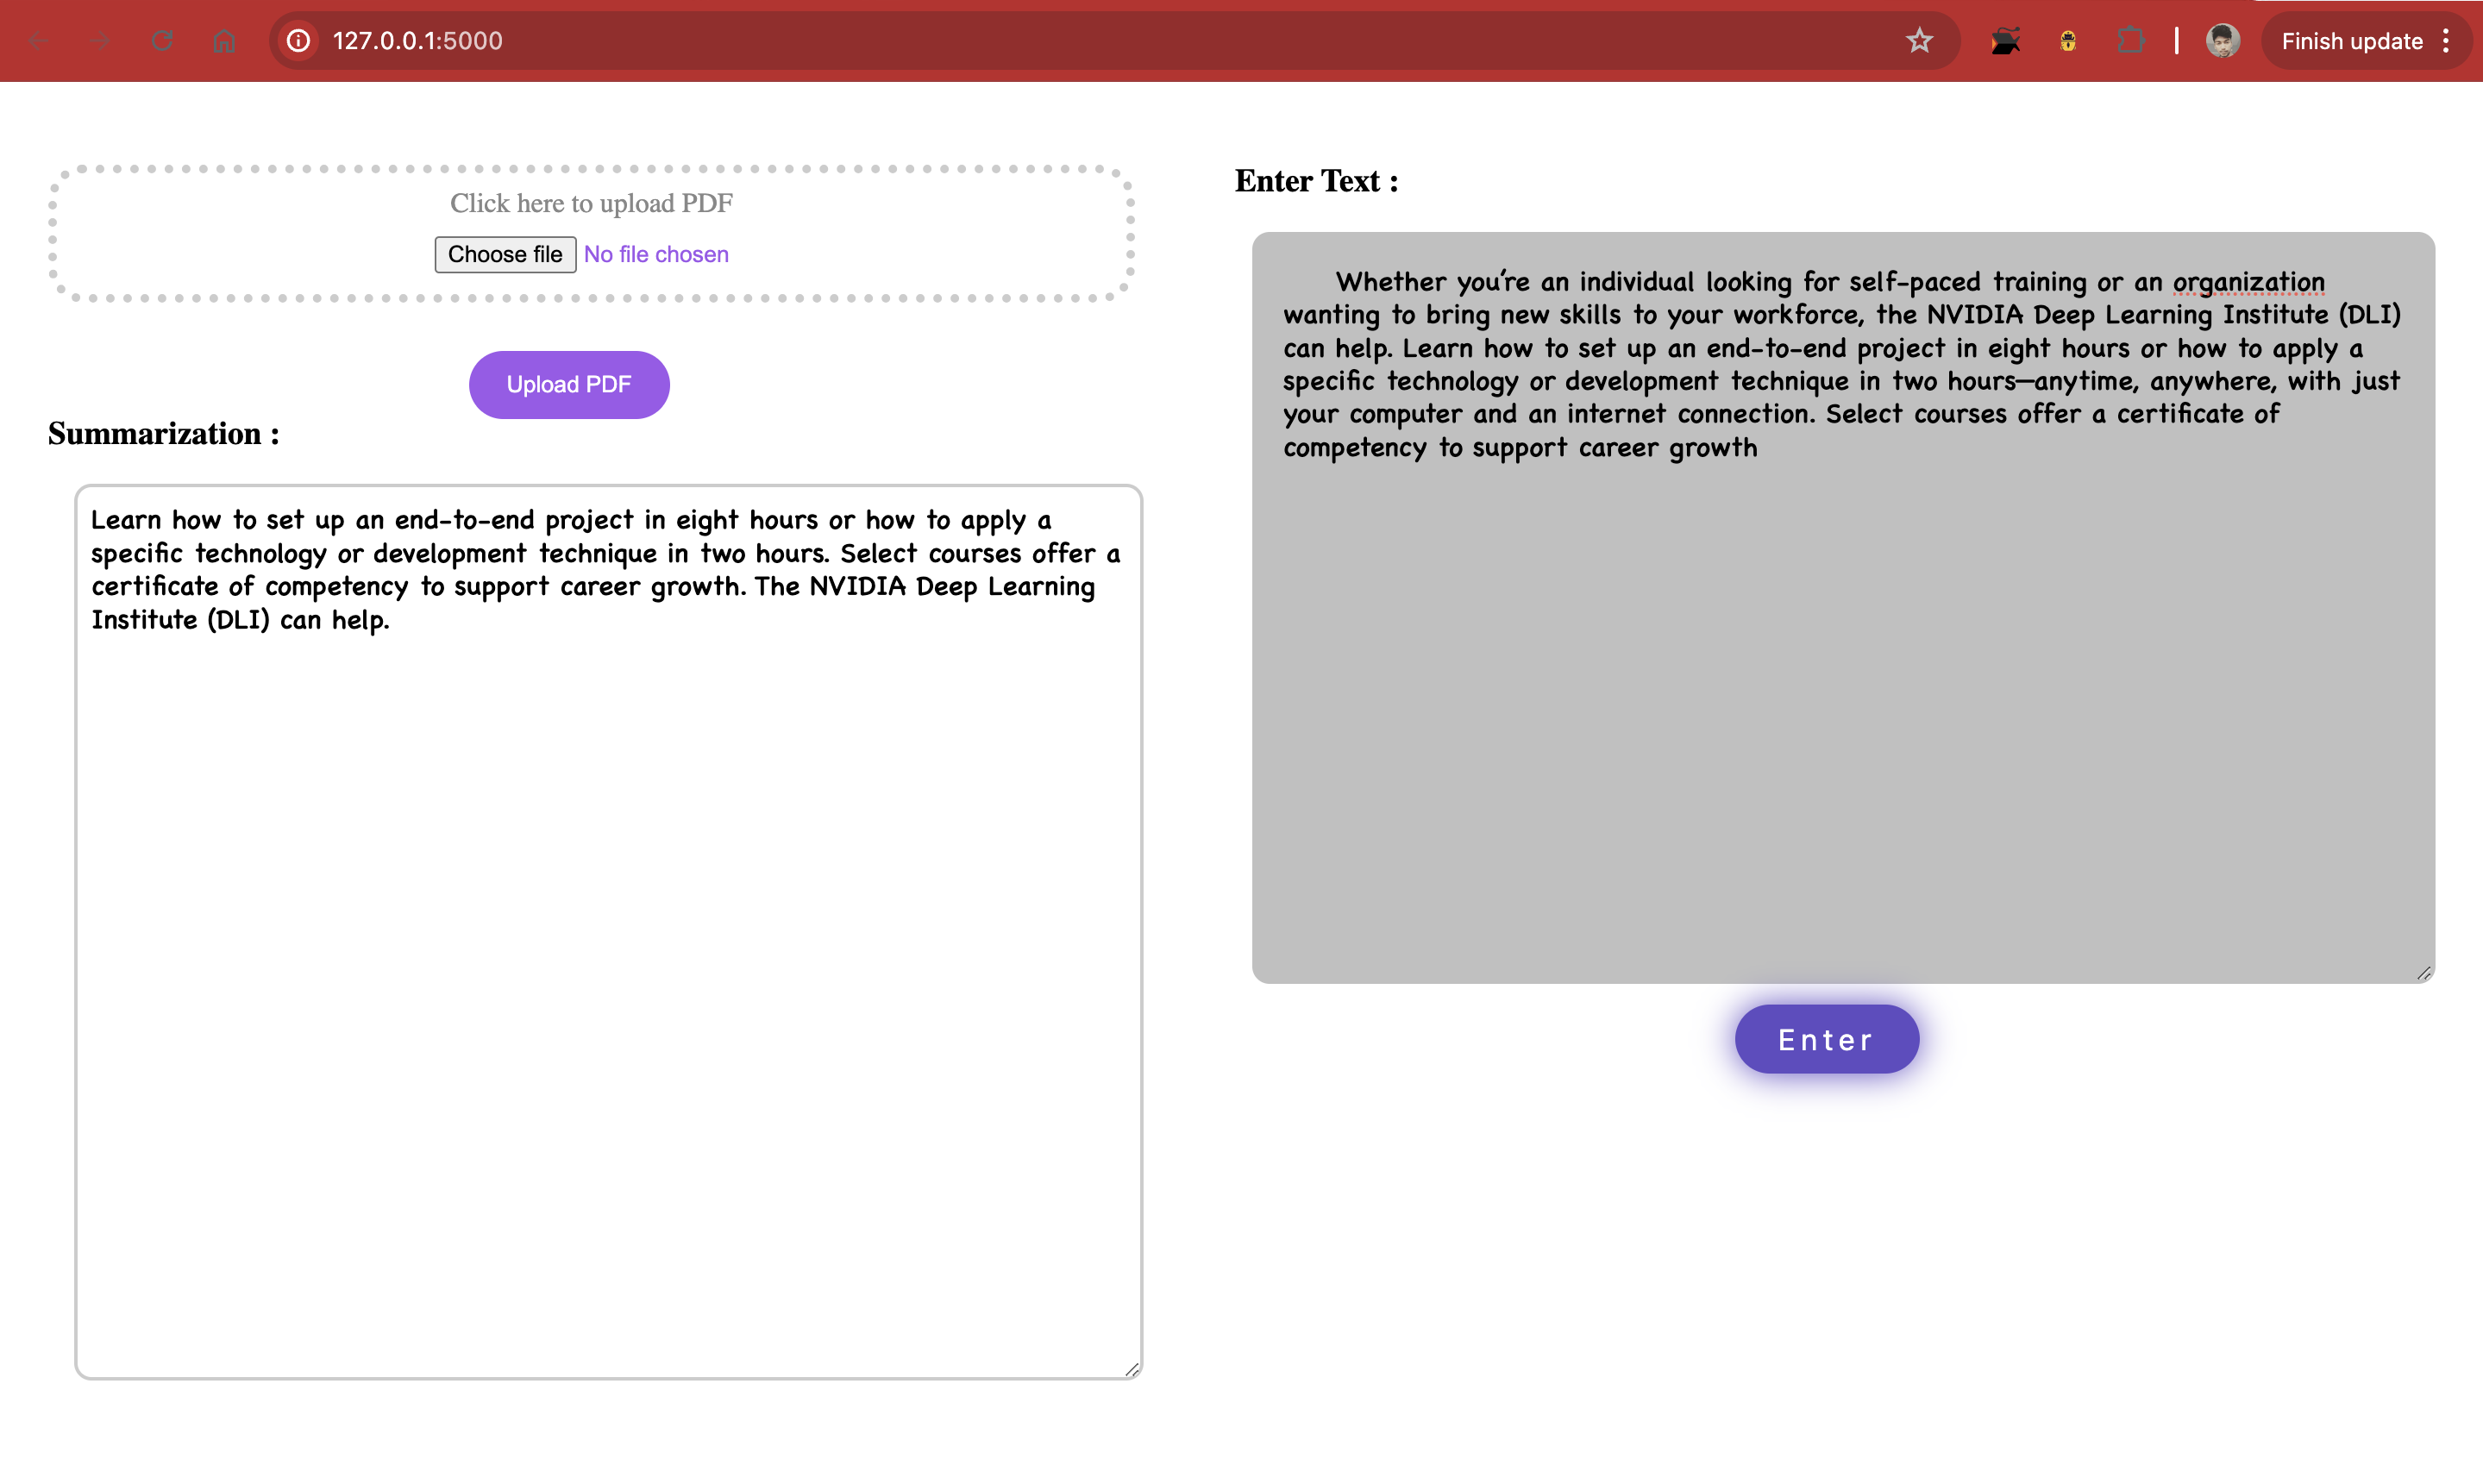 127.0.0.1:5000
Finish update
Click here to upload PDF
Choose file No file chosen
Upload PDF
Summarization :
Learn how to set up an end-to-end project in eight hours or how to apply a
specific technology or development technique in two hours. Select courses offer a
certificate of competency to support career growth. The NVIDIA Deep Learning
Institute (DLI) can help.
Enter Text :
Whether you're an individual looking for self-paced training or an organization
wanting to bring new skills to your workforce, the NVIDIA Deep Learning Institute (DLI)
can help. Learn how to set up an end-to-end project in eight hours or how to apply a
specific technology or development technique in two hours—anytime, anywhere, with just
your computer and an internet connection. Select courses offer a certificate of
competency to support career growth
Enter